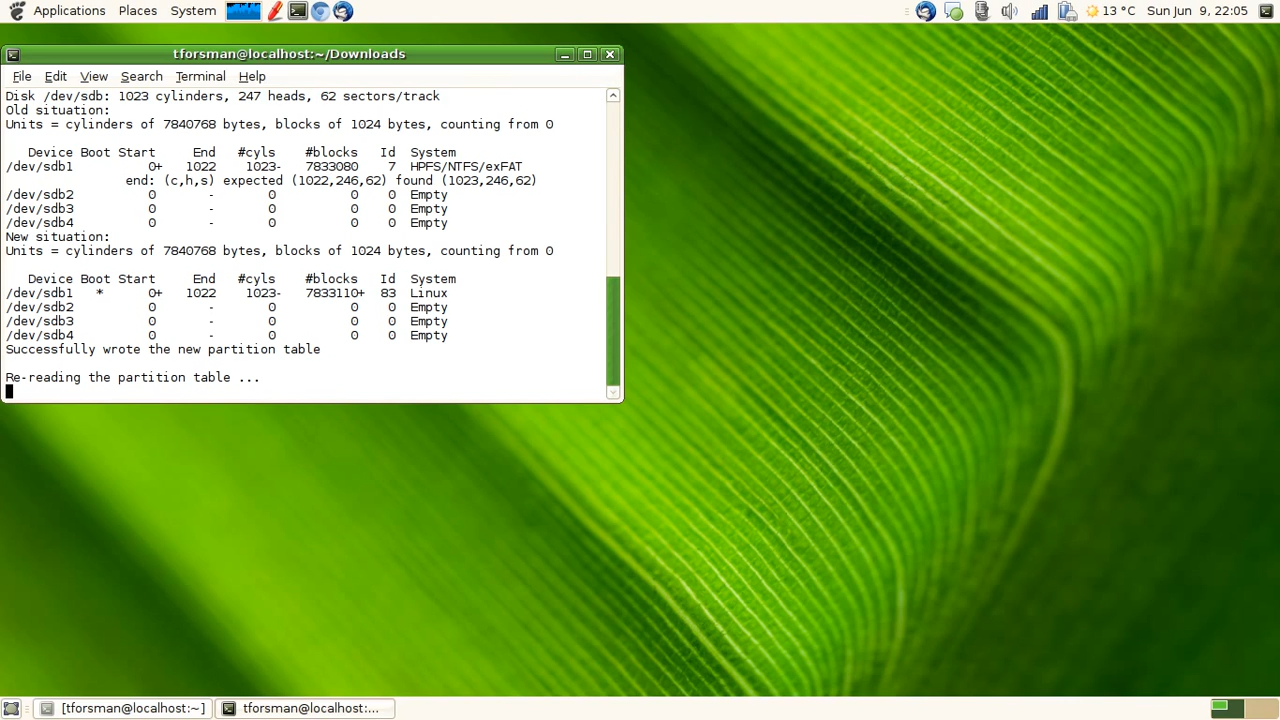 Applications Places System 13 °C Sun Jun 9, 22:05
tforsman@localhost:~/Downloads
File Edit View Search Terminal Help
Disk /dev/sdb: 1023 cylinders, 247 heads, 62 sectors/track
Old situation:
Units = cylinders of 7840768 bytes, blocks of 1024 bytes, counting from 0
Device Boot Start End #cyls #blocks Id System
/dev/sdb1 0+ 1022 1023- 7833080 7 HPFS/NTFS/exFAT
end: (c,h,s) expected (1022,246,62) found (1023,246,62)
/dev/sdb2 0 - 0 0 0 Empty
/dev/sdb3 0 - 0 0 0 Empty
/dev/sdb4 0 - 0 0 0 Empty
New situation:
Units = cylinders of 7840768 bytes, blocks of 1024 bytes, counting from 0
Device Boot Start End #cyls #blocks Id System
/dev/sdb1 * 0+ 1022 1023- 7833110+ 83 Linux
/dev/sdb2 0 - 0 0 0 Empty
/dev/sdb3 0 - 0 0 0 Empty
/dev/sdb4 0 - 0 0 0 Empty
Successfully wrote the new partition table
Re-reading the partition table ...
[tforsman@localhost:~] tforsman@localhost:...